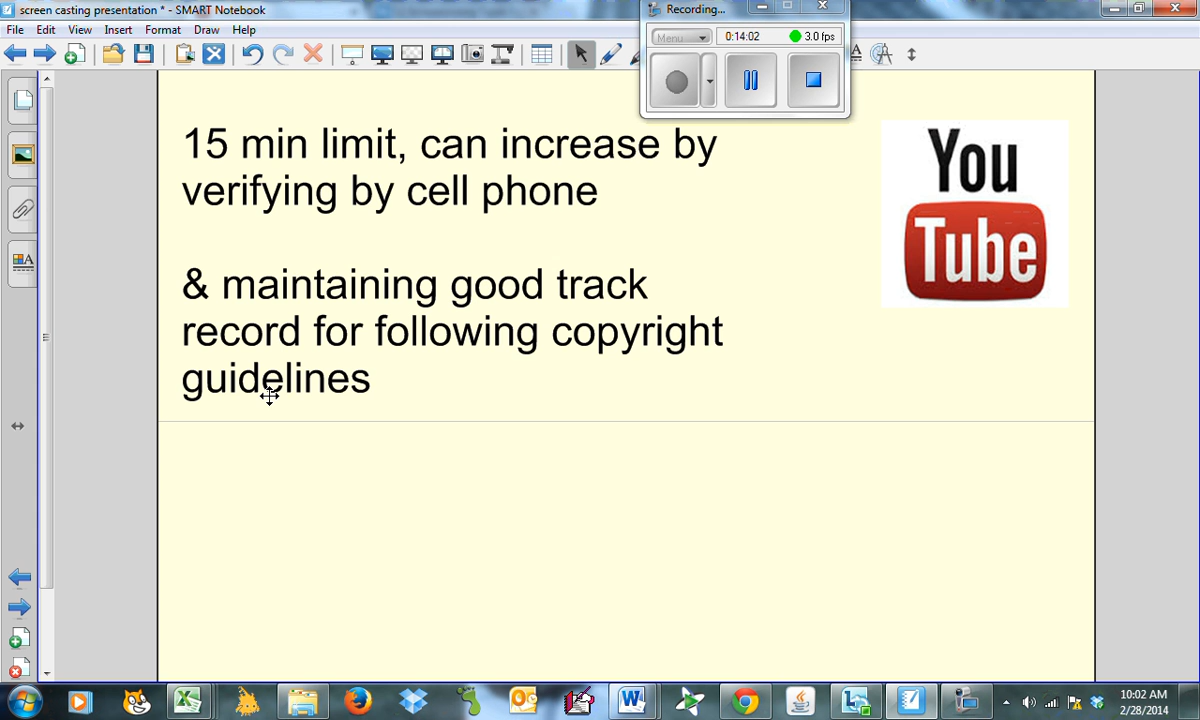 screen casting presentation * - SMART Notebook
Recording...
File Edit View Insert Format Draw Help
Menu 0:14:02 3.0 fps
15 min limit, can increase by
verifying by cell phone
& maintaining good track
record for following copyright
guidelines
You
Tube
10:02 AM
2/28/2014